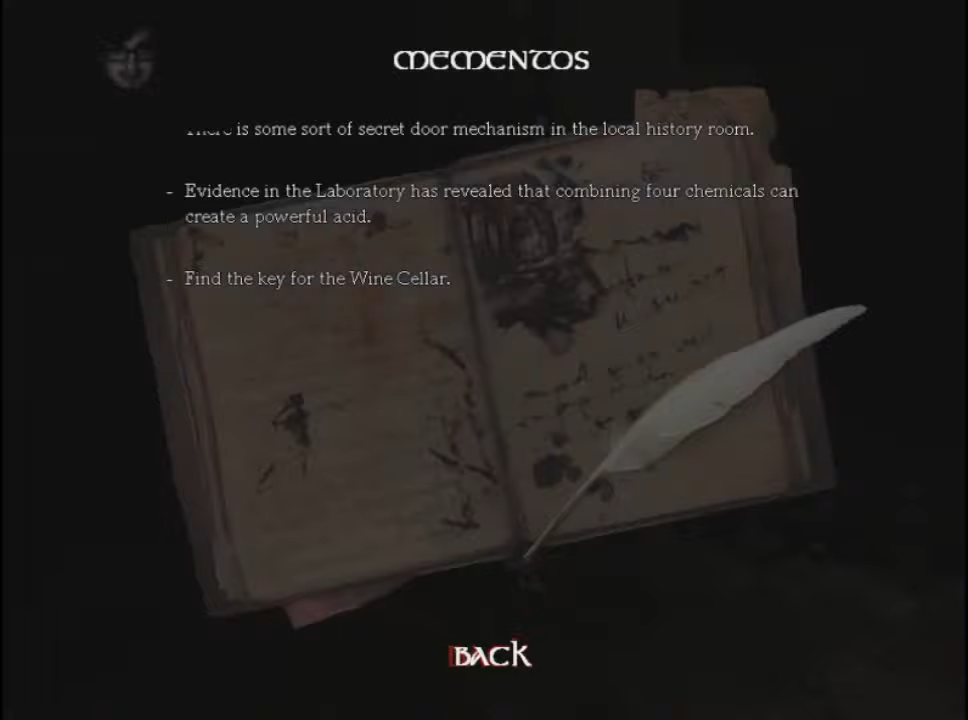 MEMENTOS
is some sort of secret door mechanism in the local history room.
- Evidence in the Laboratory has revealed that combining four chemicals can
create a powerful acid.
- Find the key for the Wine Cellar.
BACK